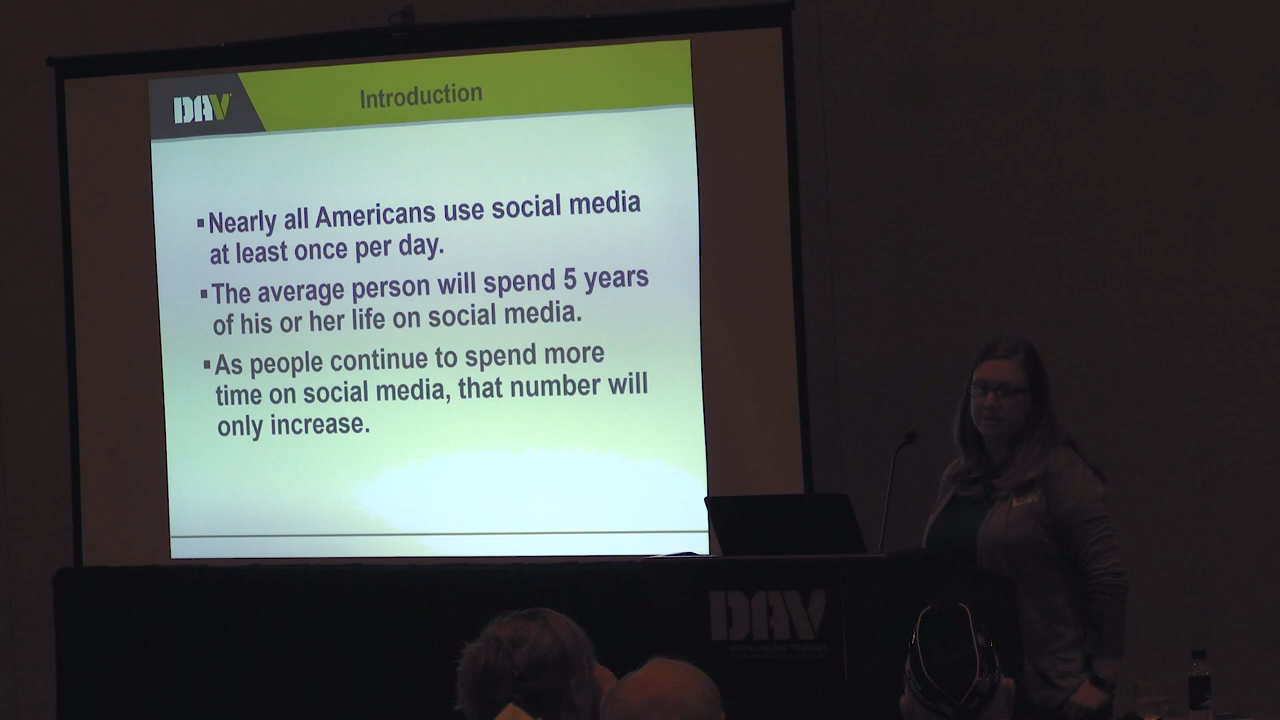 DAV
Introduction
▪Nearly all Americans use social media
at least once per day.
▪The average person will spend 5 years
of his or her life on social media.
▪As people continue to spend more
time on social media, that number will
only increase.
DAV